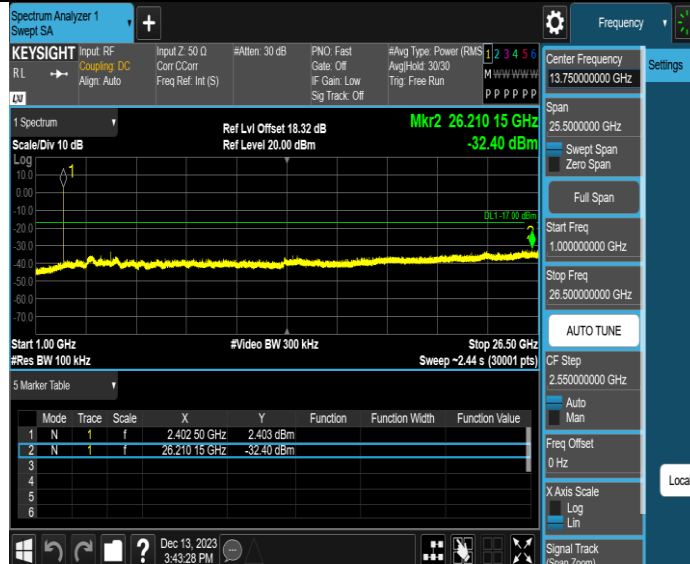 Spectrum Analyzer 1
Swept SA
+
Frequency
KEYSIGHT
Input: RF
Coupling: DC
Align: Auto
RL
LXI
Input Z: 50 Ω
Corr CCorr
Freq Ref: Int (S)
#Atten: 30 dB
PNO: Fast
Gate: Off
IF Gain: Low
Sig Track: Off
#Avg Type: Power (RMS
Avg|Hold: 30/30
Trig: Free Run
1 2 3 4 5 6
M W W W W W
P P P P P P
1 Spectrum
Scale/Div 10 dB
Ref Lvl Offset 18.32 dB
Ref Level 20.00 dBm
Mkr2 26.210 15 GHz
-32.40 dBm
Log
10.0
0.00
-10.0
-20.0
-30.0
-40.0
-50.0
-60.0
-70.0
1
DL1 -17.00 dBm
2
Start 1.00 GHz
#Res BW 100 kHz
#Video BW 300 kHz
Stop 26.50 GHz
Sweep ~2.44 s (30001 pts)
5 Marker Table
Mode Trace Scale X Y Function Function Width Function Value
1 N 1 f 2.402 50 GHz 2.403 dBm
2 N 1 f 26.210 15 GHz -32.40 dBm
3
4
5
6
?
Dec 13, 2023
3:43:28 PM
Center Frequency
13.750000000 GHz
Span
25.5000000 GHz
Swept Span
Zero Span
Full Span
Start Freq
1.000000000 GHz
Stop Freq
26.500000000 GHz
AUTO TUNE
CF Step
2.550000000 GHz
Auto
Man
Freq Offset
0 Hz
X Axis Scale
Log
Lin
Signal Track
(Span Zoom)
Settings
Loca